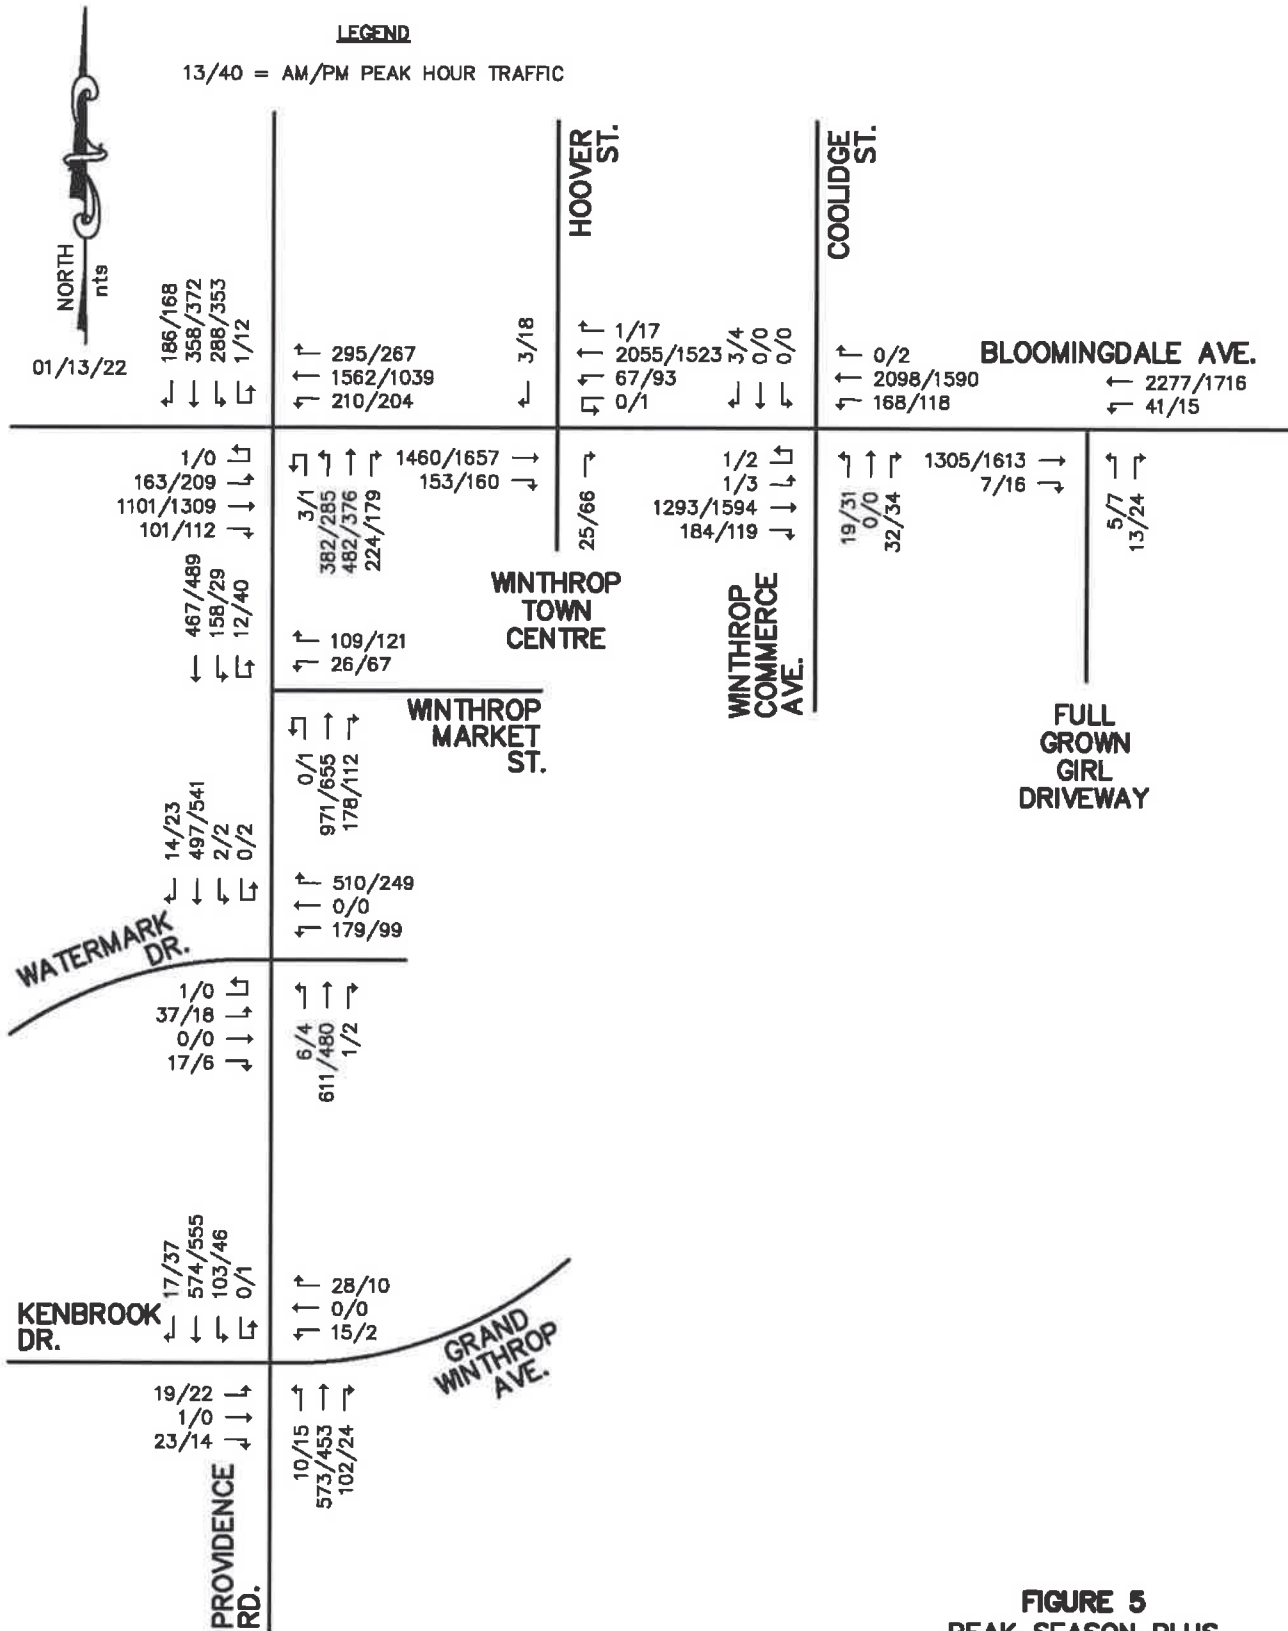 LEGEND
13/40 = AM/PM PEAK HOUR TRAFFIC
NORTH
nts
01/13/22
HOOVER
ST.
COOLIDGE
ST.
186/168
358/372
288/353
1/12
295/267
1562/1039
210/204
3/18
1/17
2055/1523
67/93
0/1
3/4
0/0
0/0
0/2
2098/1590
168/118
BLOOMINGDALE AVE.
2277/1716
41/15
1/0
163/209
1101/1309
101/112
3/1
382/285
482/376
224/179
1460/1657
153/160
25/66
1/2
1/3
1293/1594
184/119
19/31
0/0
32/34
1305/1613
7/16
5/7
13/24
WINTHROP
TOWN
CENTRE
WINTHROP
COMMERCE
AVE.
FULL
GROWN
GIRL
DRIVEWAY
467/489
158/29
12/40
109/121
26/67
WINTHROP
MARKET
ST.
0/1
971/655
178/112
14/23
497/541
2/2
0/2
510/249
0/0
179/99
WATERMARK
DR.
1/0
37/18
0/0
17/6
6/4
611/480
1/2
17/37
574/555
103/46
0/1
28/10
0/0
15/2
KENBROOK
DR.
GRAND
WINTHROP
AVE.
19/22
1/0
23/14
10/15
573/453
102/24
PROVIDENCE
RD.
FIGURE 5
PEAK SEASON PLUS